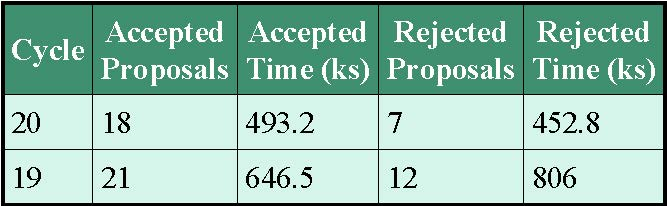 Cycle Accepted Proposals Accepted Time (ks) Rejected Proposals Rejected Time (ks)
20 18 493.2 7 452.8
19 21 646.5 12 806